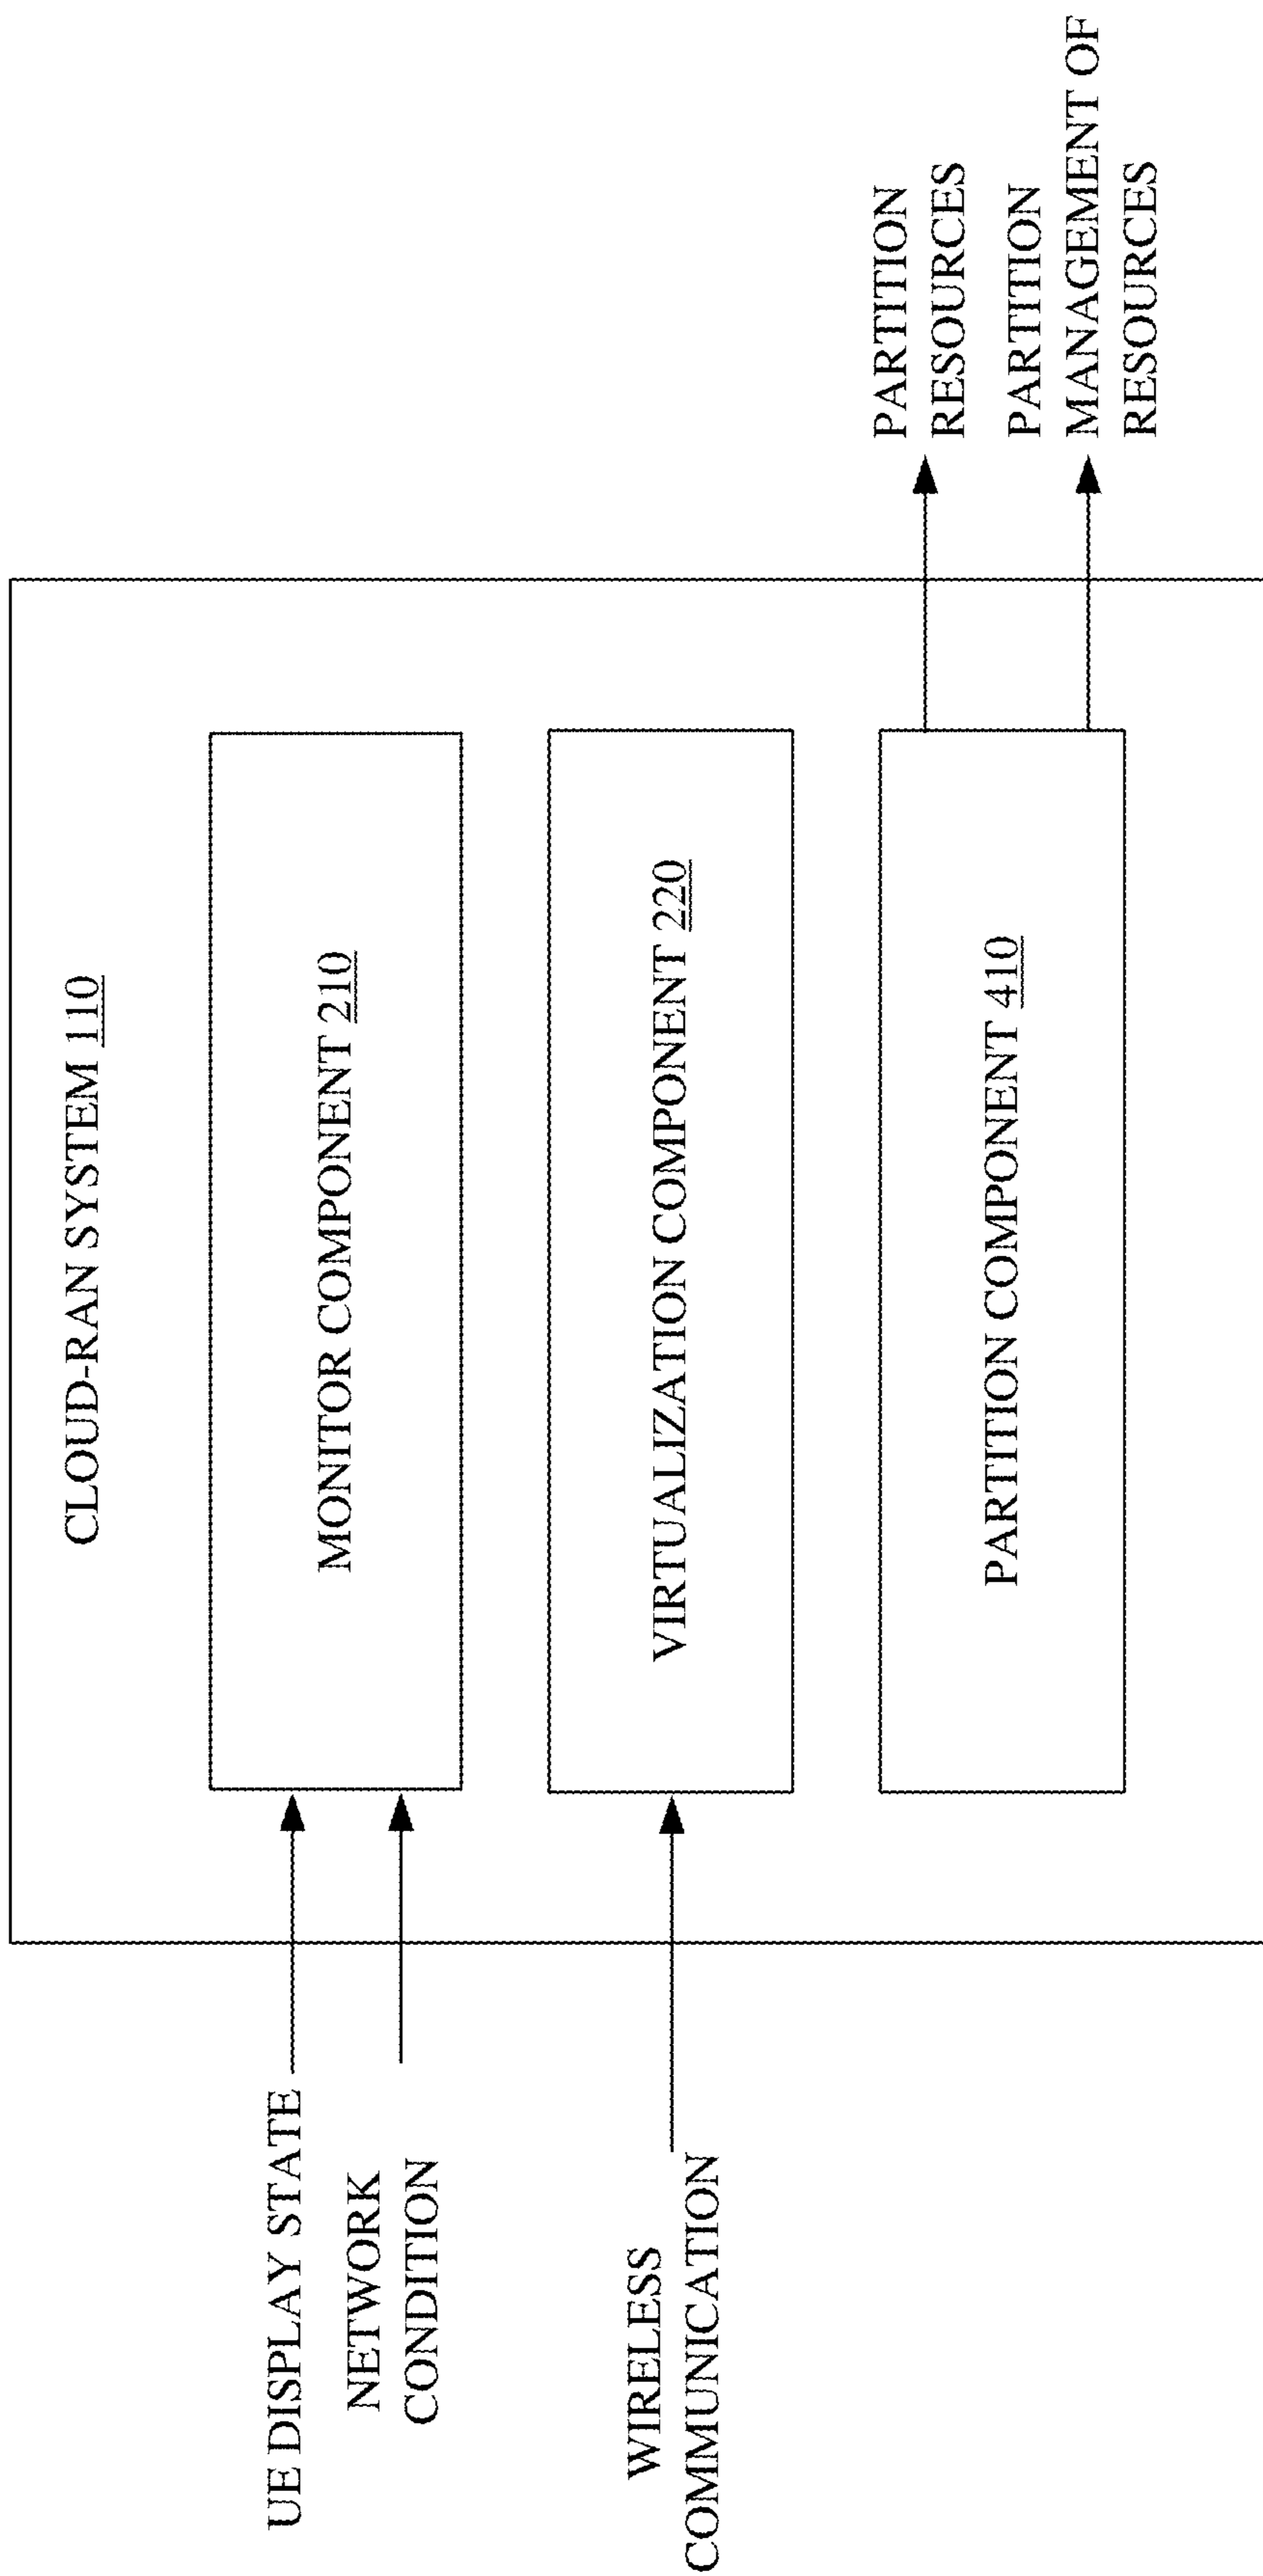 CLOUD-RAN SYSTEM 110
UE DISPLAY STATE
NETWORK
CONDITION
MONITOR COMPONENT 210
WIRELESS
COMMUNICATION
VIRTUALIZATION COMPONENT 220
PARTITION COMPONENT 410
PARTITION
RESOURCES
PARTITION
MANAGEMENT OF
RESOURCES